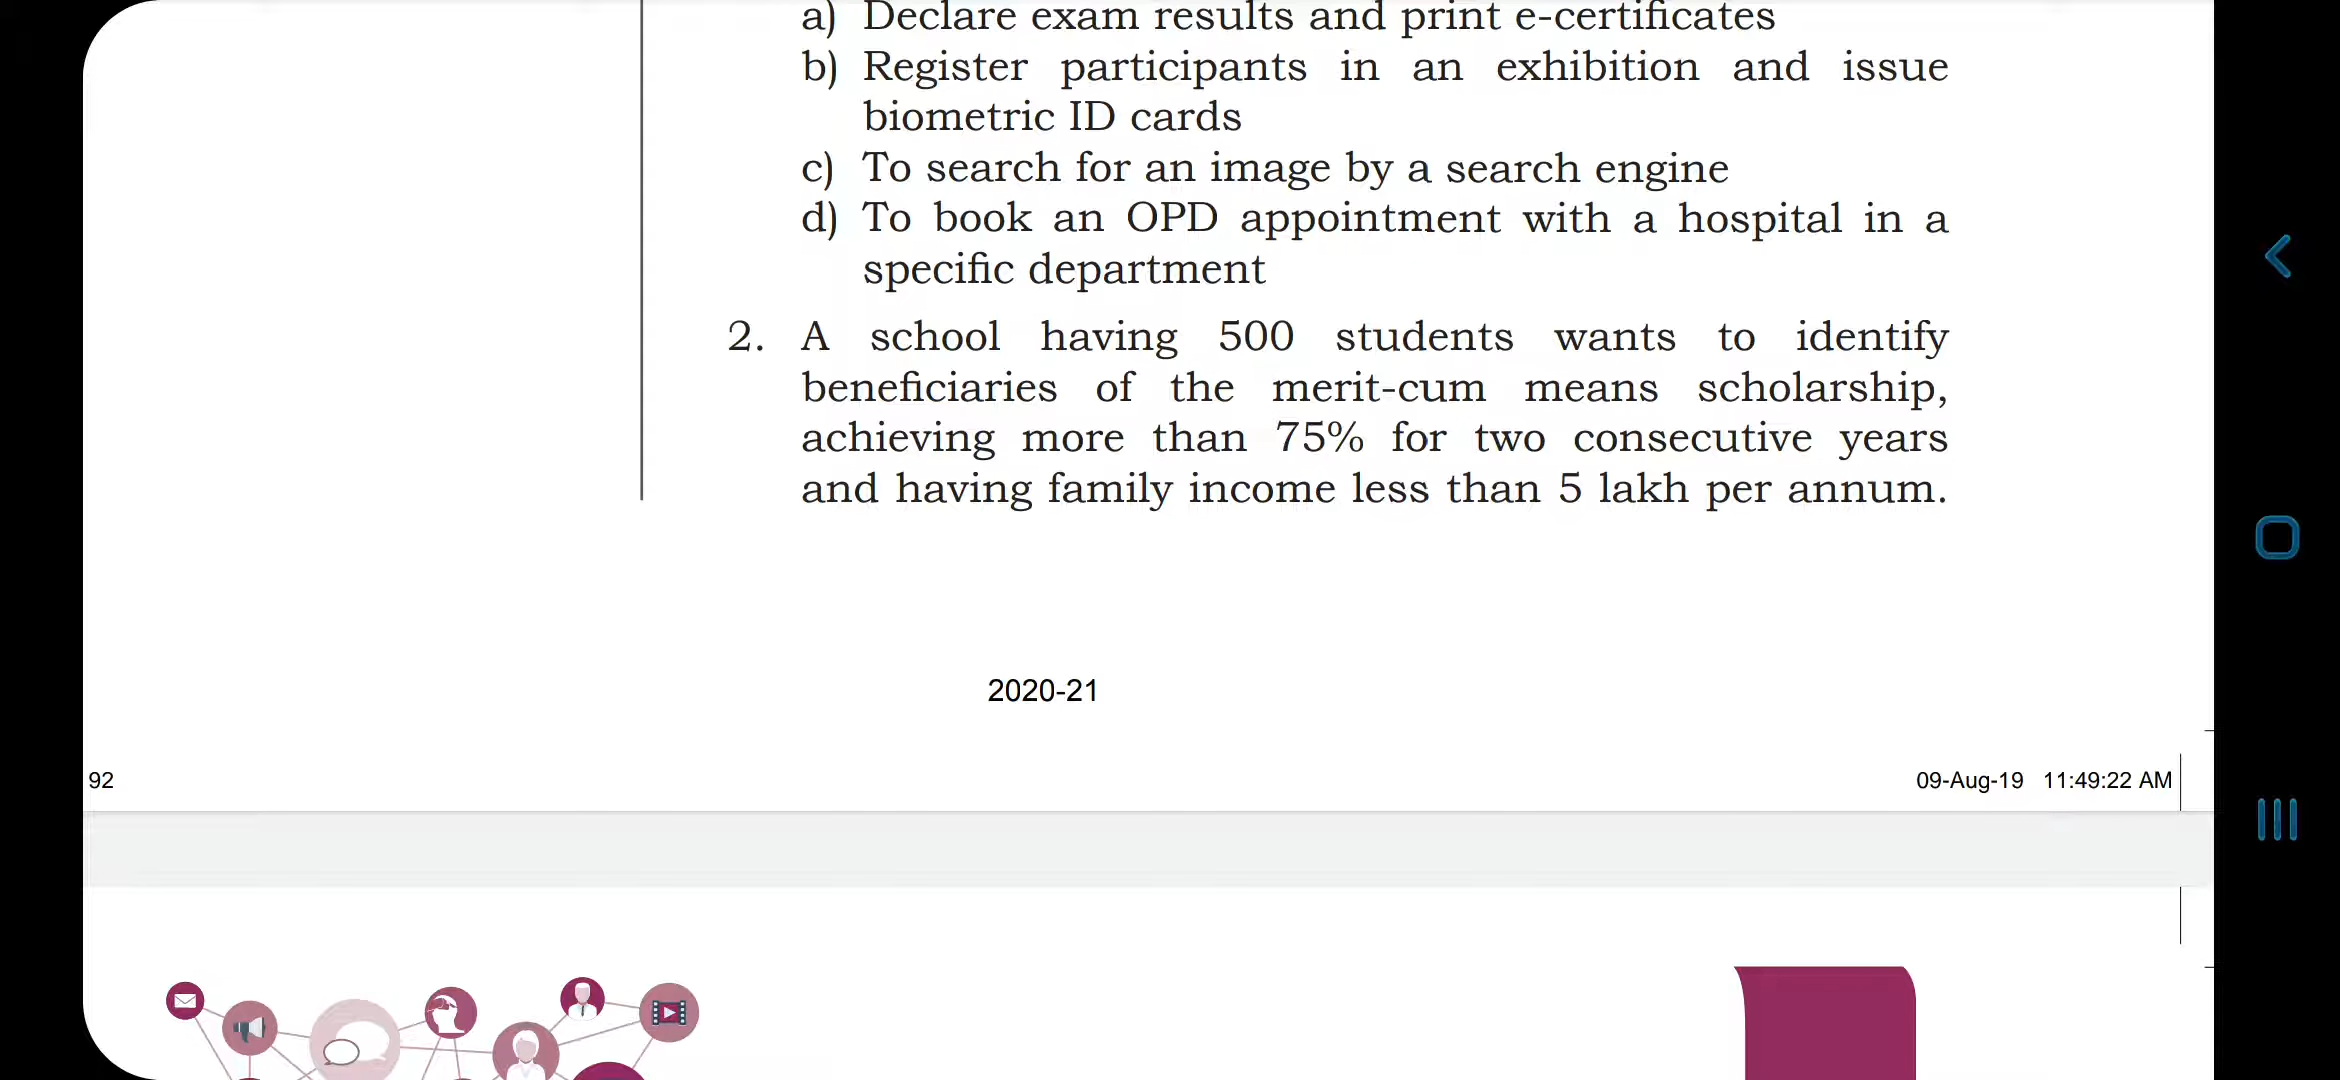 a) Declare exam results and print e-certificates
b) Register participants in an exhibition and issue
biometric ID cards
c) To search for an image by a search engine
d) To book an OPD appointment with a hospital in a
specific department
2. A school having 500 students wants to identify
beneficiaries of the merit-cum means scholarship,
achieving more than 75% for two consecutive years
and having family income less than 5 lakh per annum.
2020-21
92
09-Aug-19 11:49:22 AM